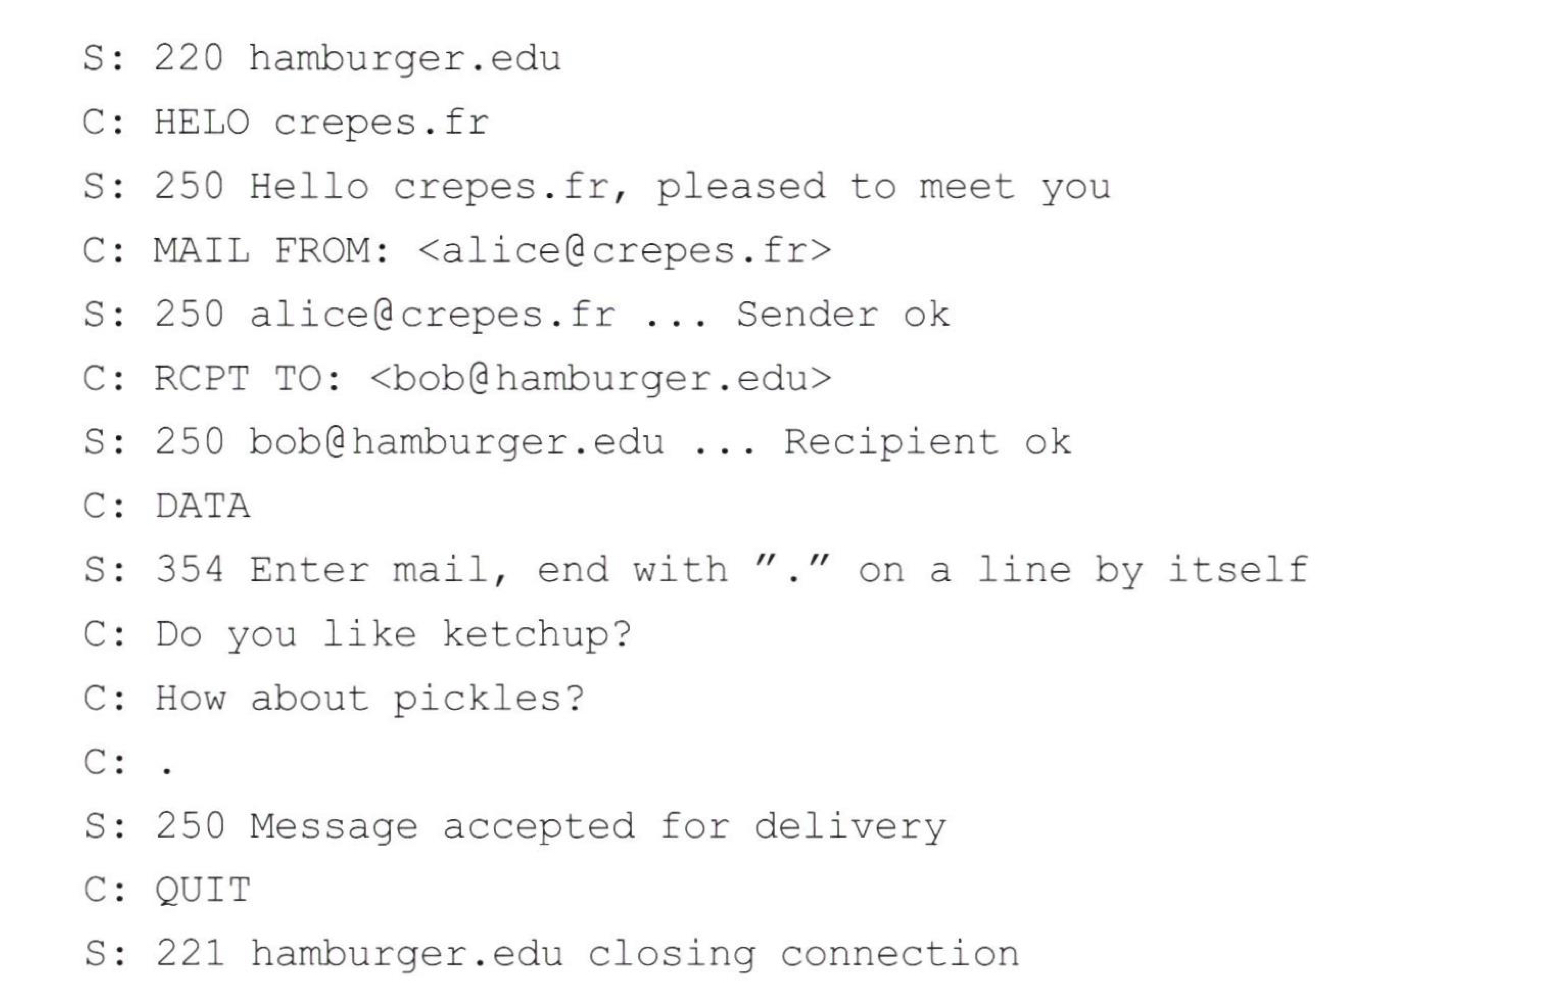 S: 220 hamburger.edu
C: HELO crepes.fr
S: 250 Hello crepes.fr, pleased to meet you
C: MAIL FROM: <alice@crepes.fr>
S: 250 alice@crepes.fr ... Sender ok
C: RCPT TO: <bob@hamburger.edu>
S: 250 bob@hamburger.edu ... Recipient ok
C: DATA
S: 354 Enter mail, end with "." on a line by itself
C: Do you like ketchup?
C: How about pickles?
C: .
S: 250 Message accepted for delivery
C: QUIT
S: 221 hamburger.edu closing connection